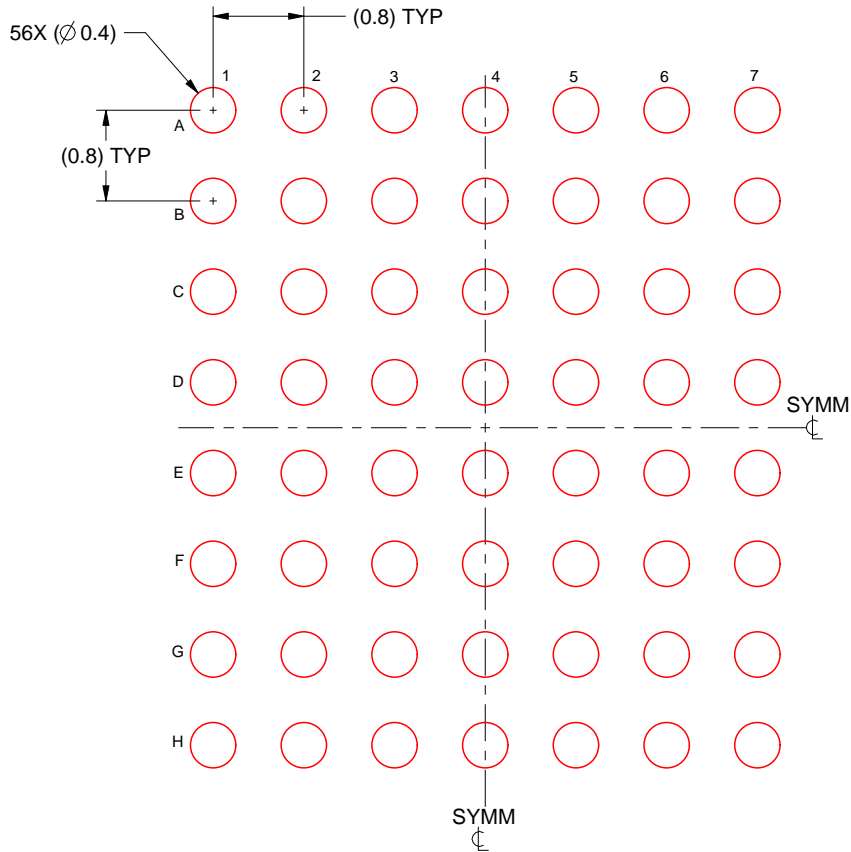 (0.8) TYP
56X (∅ 0.4)
1 2 3 4 5 6 7
A
(0.8) TYP
B
C
D
SYMM
℄
E
F
G
H
SYMM
℄